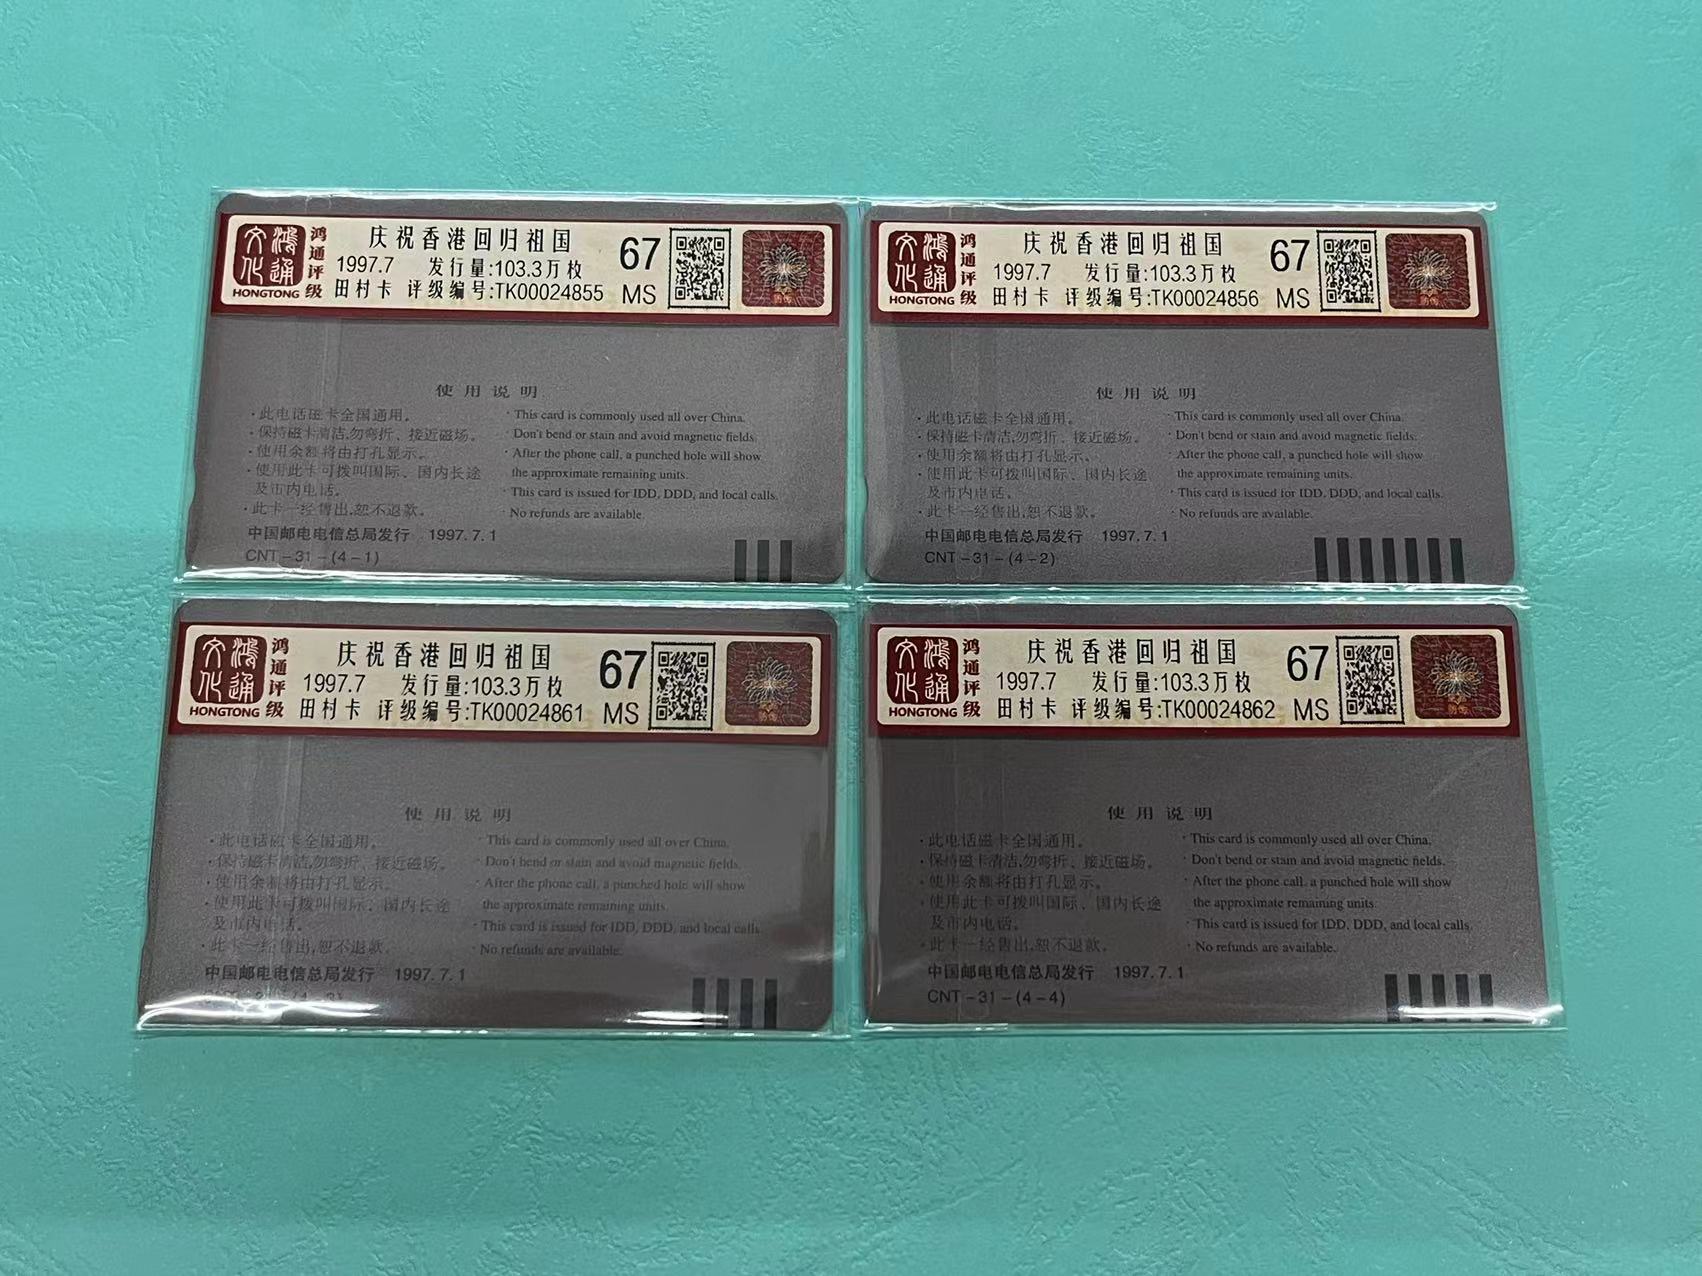 文鸿
化通
HONGTONG
鸿通评级
庆祝香港回归祖国
1997.7 发行量:103.3万枚
田村卡 评级编号:TK00024855
67
MS
使用说明
·此电话磁卡全国通用。
·保持磁卡清洁,勿弯折、接近磁场。
·使用余额将由打孔显示。
·使用此卡可拨叫国际、国内长途
及市内电话。
·此卡一经售出,恕不退款。
· This card is commonly used all over China.
· Don't bend or stain and avoid magnetic fields.
· After the phone call, a punched hole will show
the approximate remaining units.
· This card is issued for IDD, DDD, and local calls.
· No refunds are available.
中国邮电电信总局发行 1997.7.1
CNT-31-(4-1)
文鸿
化通
HONGTONG
鸿通评级
庆祝香港回归祖国
1997.7 发行量:103.3万枚
田村卡 评级编号:TK00024856
67
MS
使用说明
·此电话磁卡全国通用。
·保持磁卡清洁,勿弯折、接近磁场。
·使用余额将由打孔显示。
·使用此卡可拨叫国际、国内长途
及市内电话。
·此卡一经售出,恕不退款。
· This card is commonly used all over China.
· Don't bend or stain and avoid magnetic fields.
· After the phone call, a punched hole will show
the approximate remaining units.
· This card is issued for IDD, DDD, and local calls.
· No refunds are available.
中国邮电电信总局发行 1997.7.1
CNT-31-(4-2)
文鸿
化通
HONGTONG
鸿通评级
庆祝香港回归祖国
1997.7 发行量:103.3万枚
田村卡 评级编号:TK00024861
67
MS
使用说明
·此电话磁卡全国通用。
·保持磁卡清洁,勿弯折、接近磁场。
·使用余额将由打孔显示。
·使用此卡可拨叫国际、国内长途
及市内电话。
·此卡一经售出,恕不退款。
· This card is commonly used all over China.
· Don't bend or stain and avoid magnetic fields.
· After the phone call, a punched hole will show
the approximate remaining units.
· This card is issued for IDD, DDD, and local calls.
· No refunds are available.
中国邮电电信总局发行 1997.7.1
文鸿
化通
HONGTONG
鸿通评级
庆祝香港回归祖国
1997.7 发行量:103.3万枚
田村卡 评级编号:TK00024862
67
MS
使用说明
·此电话磁卡全国通用。
·保持磁卡清洁,勿弯折、接近磁场。
·使用余额将由打孔显示。
·使用此卡可拨叫国际、国内长途
及市内电话。
·此卡一经售出,恕不退款。
· This card is commonly used all over China.
· Don't bend or stain and avoid magnetic fields.
· After the phone call, a punched hole will show
the approximate remaining units.
· This card is issued for IDD, DDD, and local calls.
· No refunds are available.
中国邮电电信总局发行 1997.7.1
CNT-31-(4-4)